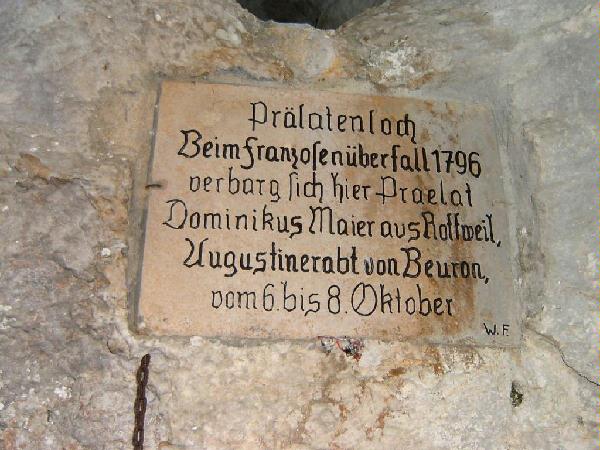 Prälatenloch
Beim Franzosenüberfall 1796
verbarg sich hier Praelat
Dominikus Maier aus Rottweil,
Augustinerabt von Beuron,
vom 6. bis 8. Oktober
W.F.